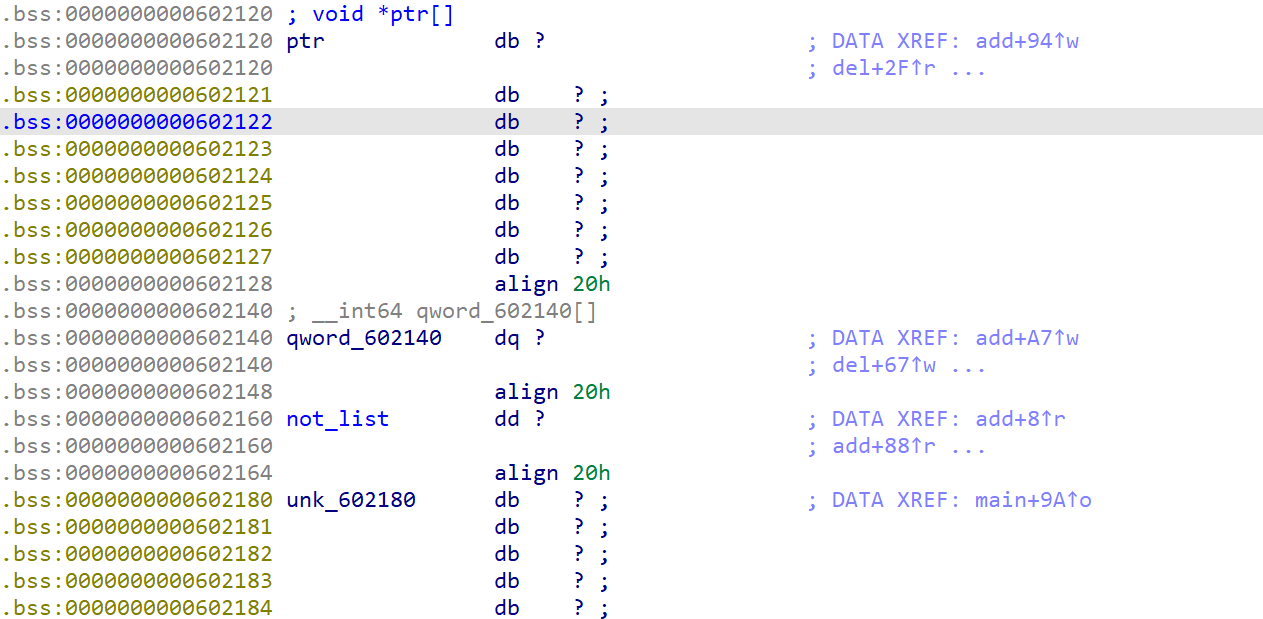 .bss:0000000000602120 ; void *ptr[]
.bss:0000000000602120 ptr             db ?                    ; DATA XREF: add+94↑w
.bss:0000000000602120                                         ; del+2F↑r ...
.bss:0000000000602121                 db    ? ;
.bss:0000000000602122                 db    ? ;
.bss:0000000000602123                 db    ? ;
.bss:0000000000602124                 db    ? ;
.bss:0000000000602125                 db    ? ;
.bss:0000000000602126                 db    ? ;
.bss:0000000000602127                 db    ? ;
.bss:0000000000602128                 align 20h
.bss:0000000000602140 ; __int64 qword_602140[]
.bss:0000000000602140 qword_602140    dq ?                    ; DATA XREF: add+A7↑w
.bss:0000000000602140                                         ; del+67↑w ...
.bss:0000000000602148                 align 20h
.bss:0000000000602160 not_list        dd ?                    ; DATA XREF: add+8↑r
.bss:0000000000602160                                         ; add+88↑r ...
.bss:0000000000602164                 align 20h
.bss:0000000000602180 unk_602180      db    ? ;               ; DATA XREF: main+9A↑o
.bss:0000000000602181                 db    ? ;
.bss:0000000000602182                 db    ? ;
.bss:0000000000602183                 db    ? ;
.bss:0000000000602184                 db    ? ;